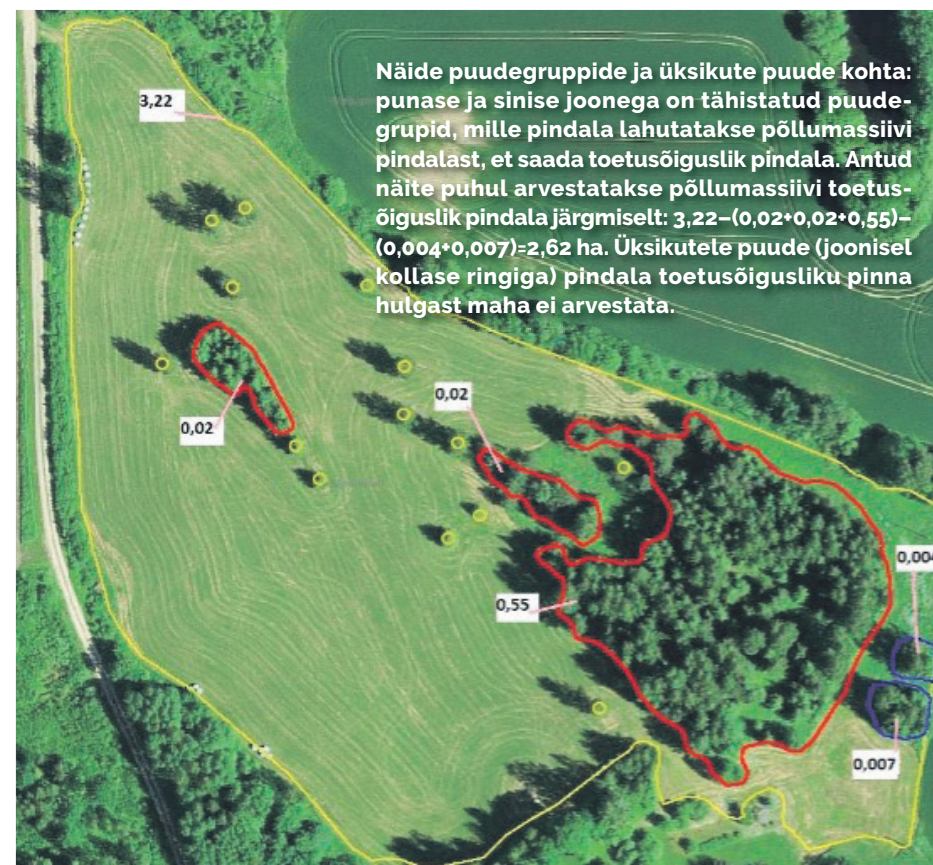 Näide puudegruppide ja üksikute puude kohta:
punase ja sinise joonega on tähistatud puude-
grupid, mille pindala lahutatakse põllumassiivi
pindalast, et saada toetusõiguslik pindala. Antud
näite puhul arvestatakse põllumassiivi toetus-
õiguslik pindala järgmiselt: 3,22–(0,02+0,02+0,55)–
(0,004+0,007)=2,62 ha. Üksikutele puude (joonisel
kollase ringiga) pindala toetusõigusliku pinna
hulgast maha ei arvestata.
3,22
0,02
0,02
0,55
0,004
0,007